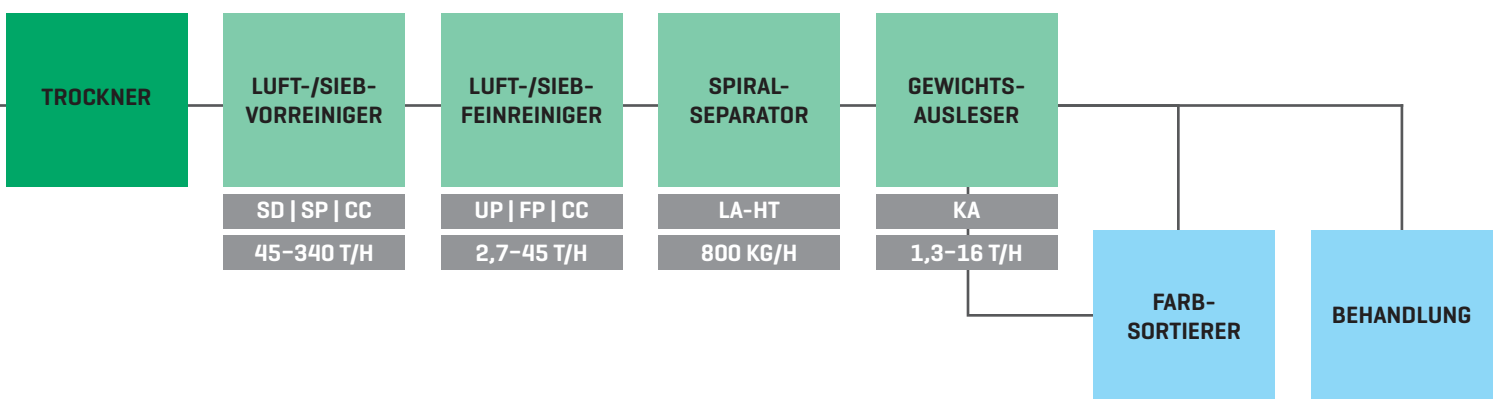 TROCKNER
LUFT-/SIEB-
VORREINIGER
SD | SP | CC
45–340 T/H
LUFT-/SIEB-
FEINREINIGER
UP | FP | CC
2,7–45 T/H
SPIRAL-
SEPARATOR
LA-HT
800 KG/H
GEWICHTS-
AUSLESER
KA
1,3–16 T/H
FARB-
SORTIERER
BEHANDLUNG